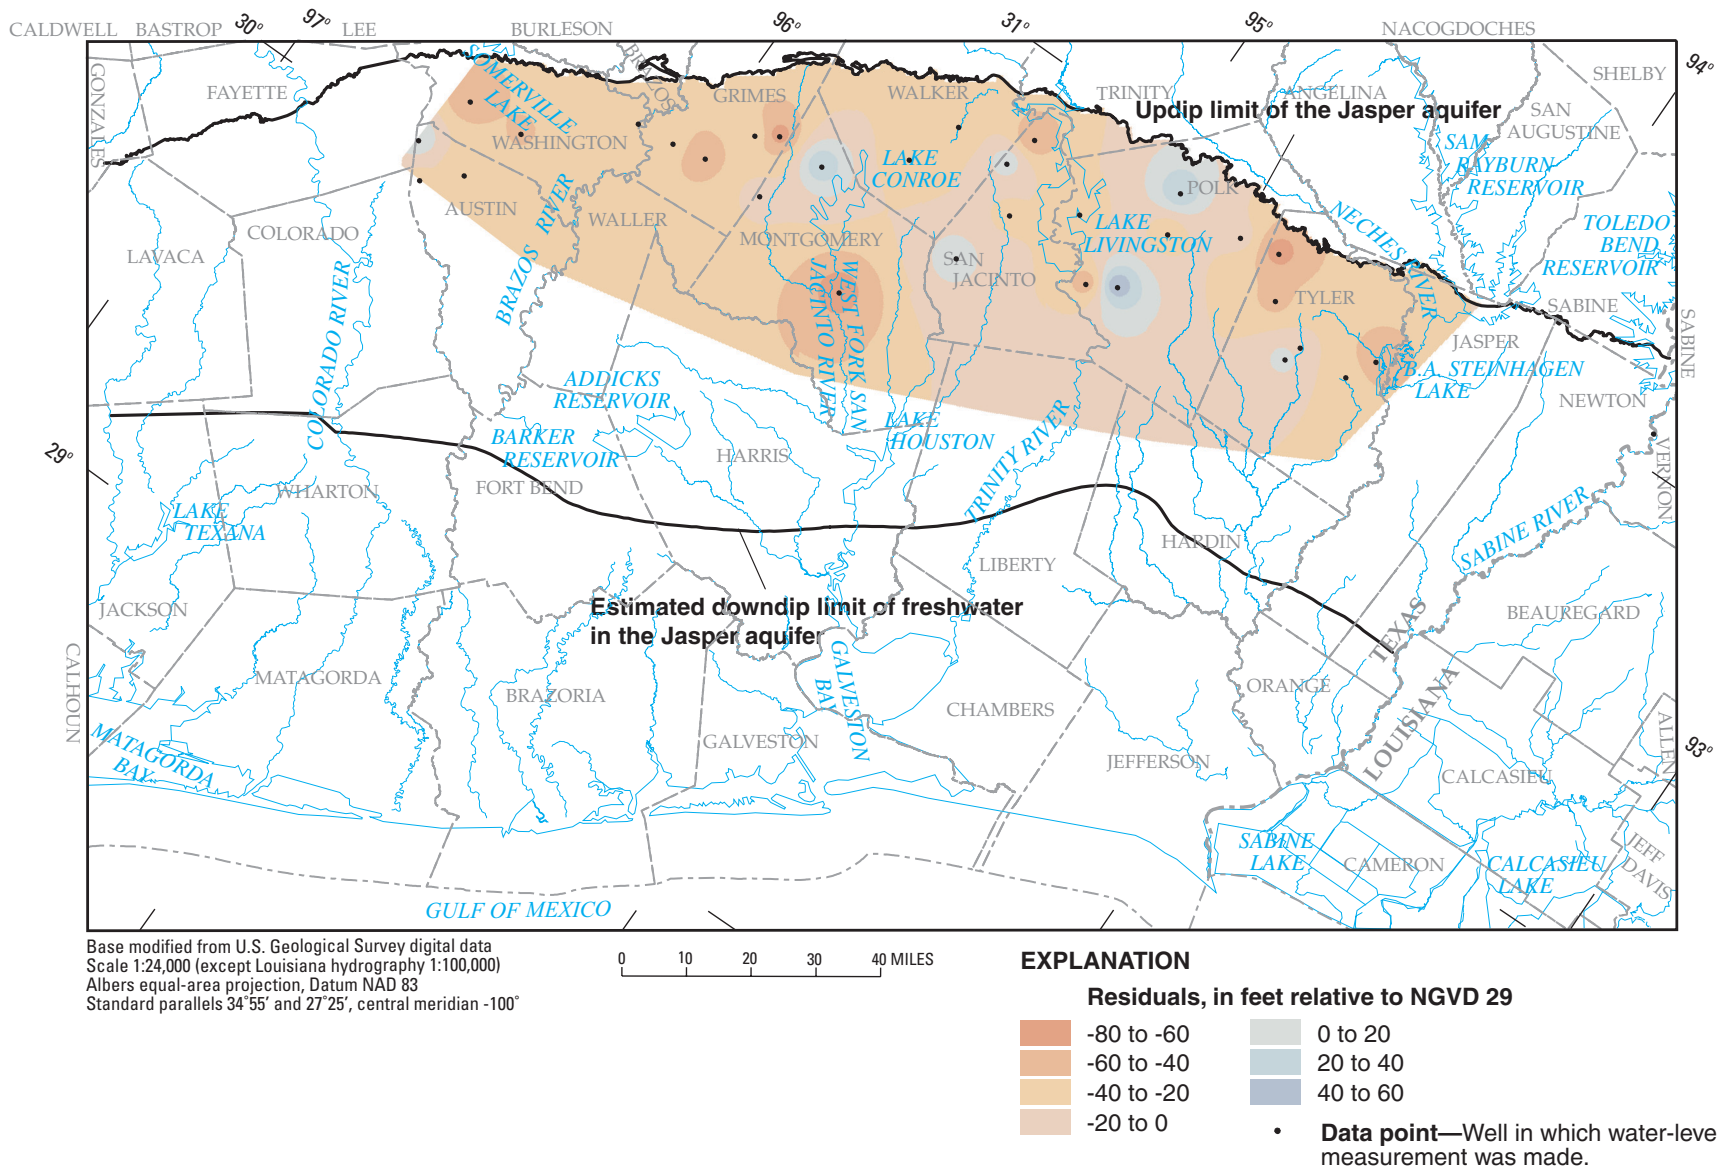 CALDWELL
BASTROP
30°
97°
LEE
BURLESON
96°
31°
95°
NACOGDOCHES
94°
GONZALES
FAYETTE
SOMERVILLE
LAKE
BRAZOS
GRIMES
WALKER
TRINITY
ANGELINA
SHELBY
SAN
AUGUSTINE
Updip limit of the Jasper aquifer
WASHINGTON
LAKE
CONROE
SAM
RAYBURN
RESERVOIR
POLK
AUSTIN
WALLER
BRAZOS RIVER
COLORADO
LAVACA
MONTGOMERY
LAKE
LIVINGSTON
NECHES RIVER
TOLEDO
BEND
RESERVOIR
SAN
JACINTO
WEST FORK SAN
JACINTO RIVER
TYLER
SABINE
SABINE
JASPER
COLORADO RIVER
ADDICKS
RESERVOIR
B.A. STEINHAGEN
LAKE
NEWTON
BARKER
RESERVOIR
LAKE
HOUSTON
TRINITY RIVER
HARRIS
VERNON
29°
WHARTON
FORT BEND
LAKE
TEXANA
SABINE RIVER
HARDIN
LIBERTY
JACKSON
Estimated downdip limit of freshwater
in the Jasper aquifer
BEAUREGARD
TEXAS
LOUISIANA
CALHOUN
MATAGORDA
BRAZORIA
GALVESTON
BAY
ORANGE
CHAMBERS
ALLEN
MATAGORDA
BAY
GALVESTON
JEFFERSON
CALCASIEU
93°
SABINE
LAKE
CAMERON
CALCASIEU
LAKE
JEFF
DAVIS
GULF OF MEXICO
Base modified from U.S. Geological Survey digital data
Scale 1:24,000 (except Louisiana hydrography 1:100,000)
Albers equal-area projection, Datum NAD 83
Standard parallels 34°55′ and 27°25′, central meridian -100°
0 10 20 30 40 MILES
EXPLANATION
Residuals, in feet relative to NGVD 29
-80 to -60
-60 to -40
-40 to -20
-20 to 0
0 to 20
20 to 40
40 to 60
Data point—Well in which water-leve
measurement was made.